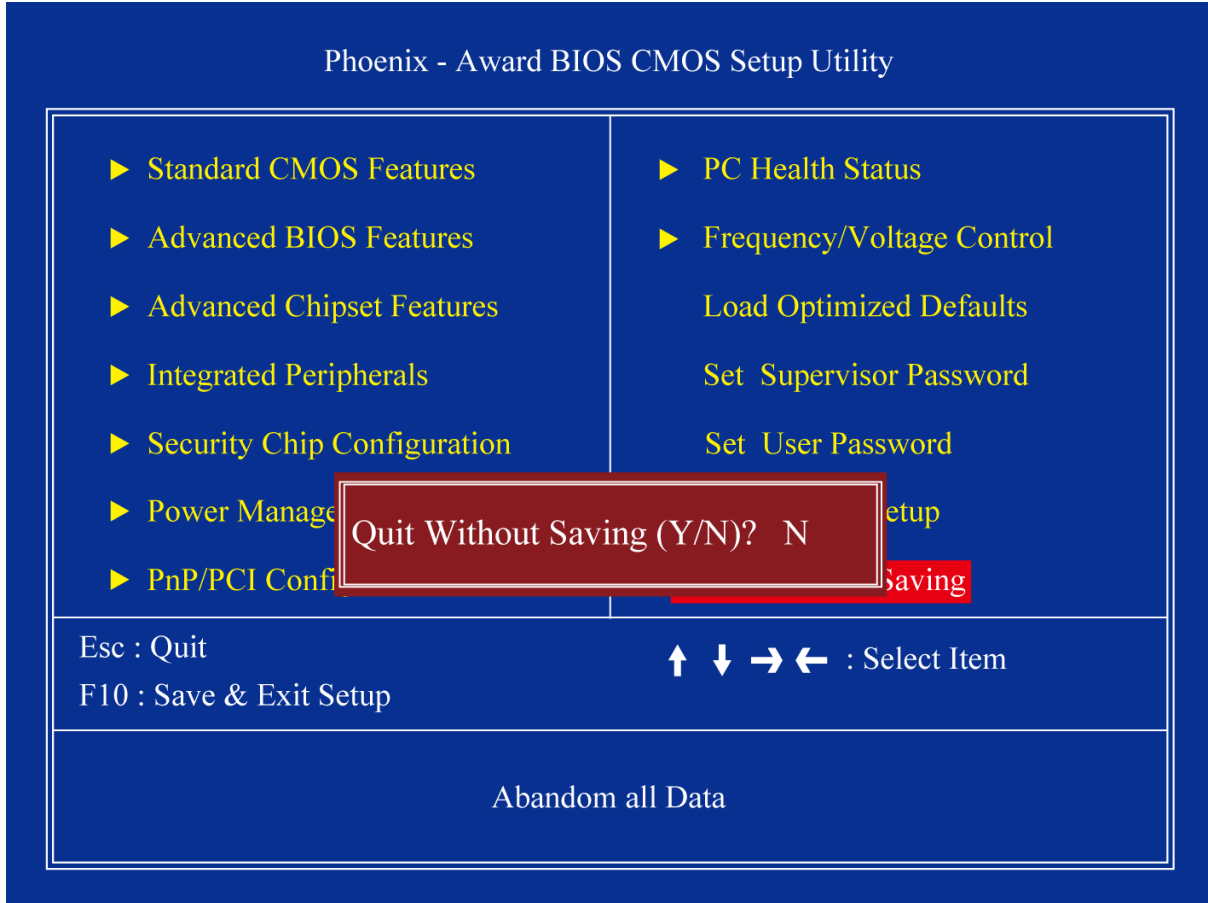 Phoenix - Award BIOS CMOS Setup Utility
Standard CMOS Features
Advanced BIOS Features
Advanced Chipset Features
Integrated Peripherals
Security Chip Configuration
Power Manage
PnP/PCI Confi
PC Health Status
Frequency/Voltage Control
Load Optimized Defaults
Set Supervisor Password
Set User Password
etup
Saving
Quit Without Saving (Y/N)? N
Esc : Quit
F10 : Save & Exit Setup
: Select Item
Abandom all Data